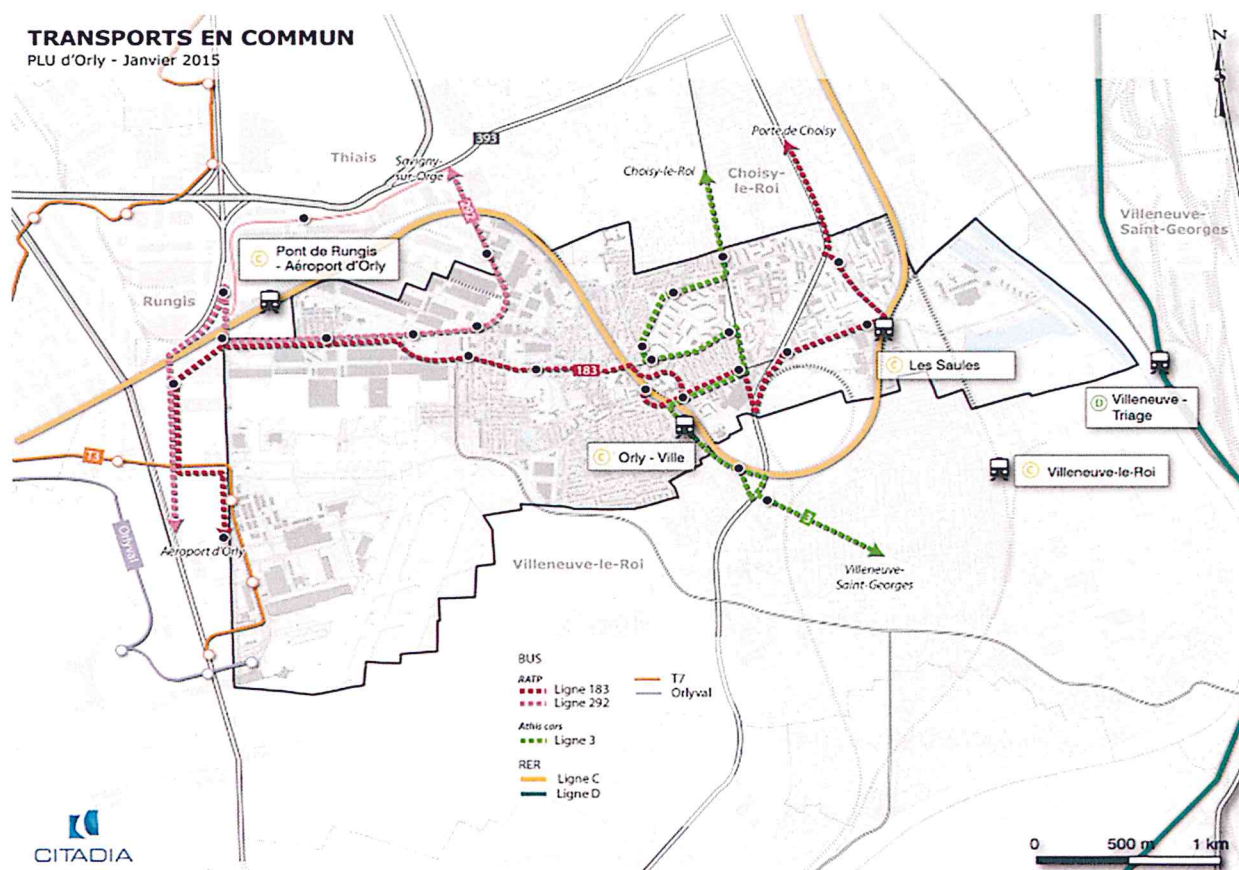 TRANSPORTS EN COMMUN
PLU d'Orly - Janvier 2015
N
393
Porte de Choisy
Thiais
Savigny-
sur-Orge
Choisy-le-Roi
Choisy-
le-Roi
292
Villeneuve-
Saint-Georges
C Pont de Rungis
- Aéroport d'Orly
Rungis
C Les Saules
183
D Villeneuve -
Triage
C Orly - Ville
C Villeneuve-le-Roi
Orlyval
Aéroport d'Orly
3
Villeneuve-le-Roi
Villeneuve-
Saint-Georges
BUS
RATP
Ligne 183
Ligne 292
T7
Orlyval
Athis cars
Ligne 3
RER
Ligne C
Ligne D
CITADIA
0 500 m 1 km